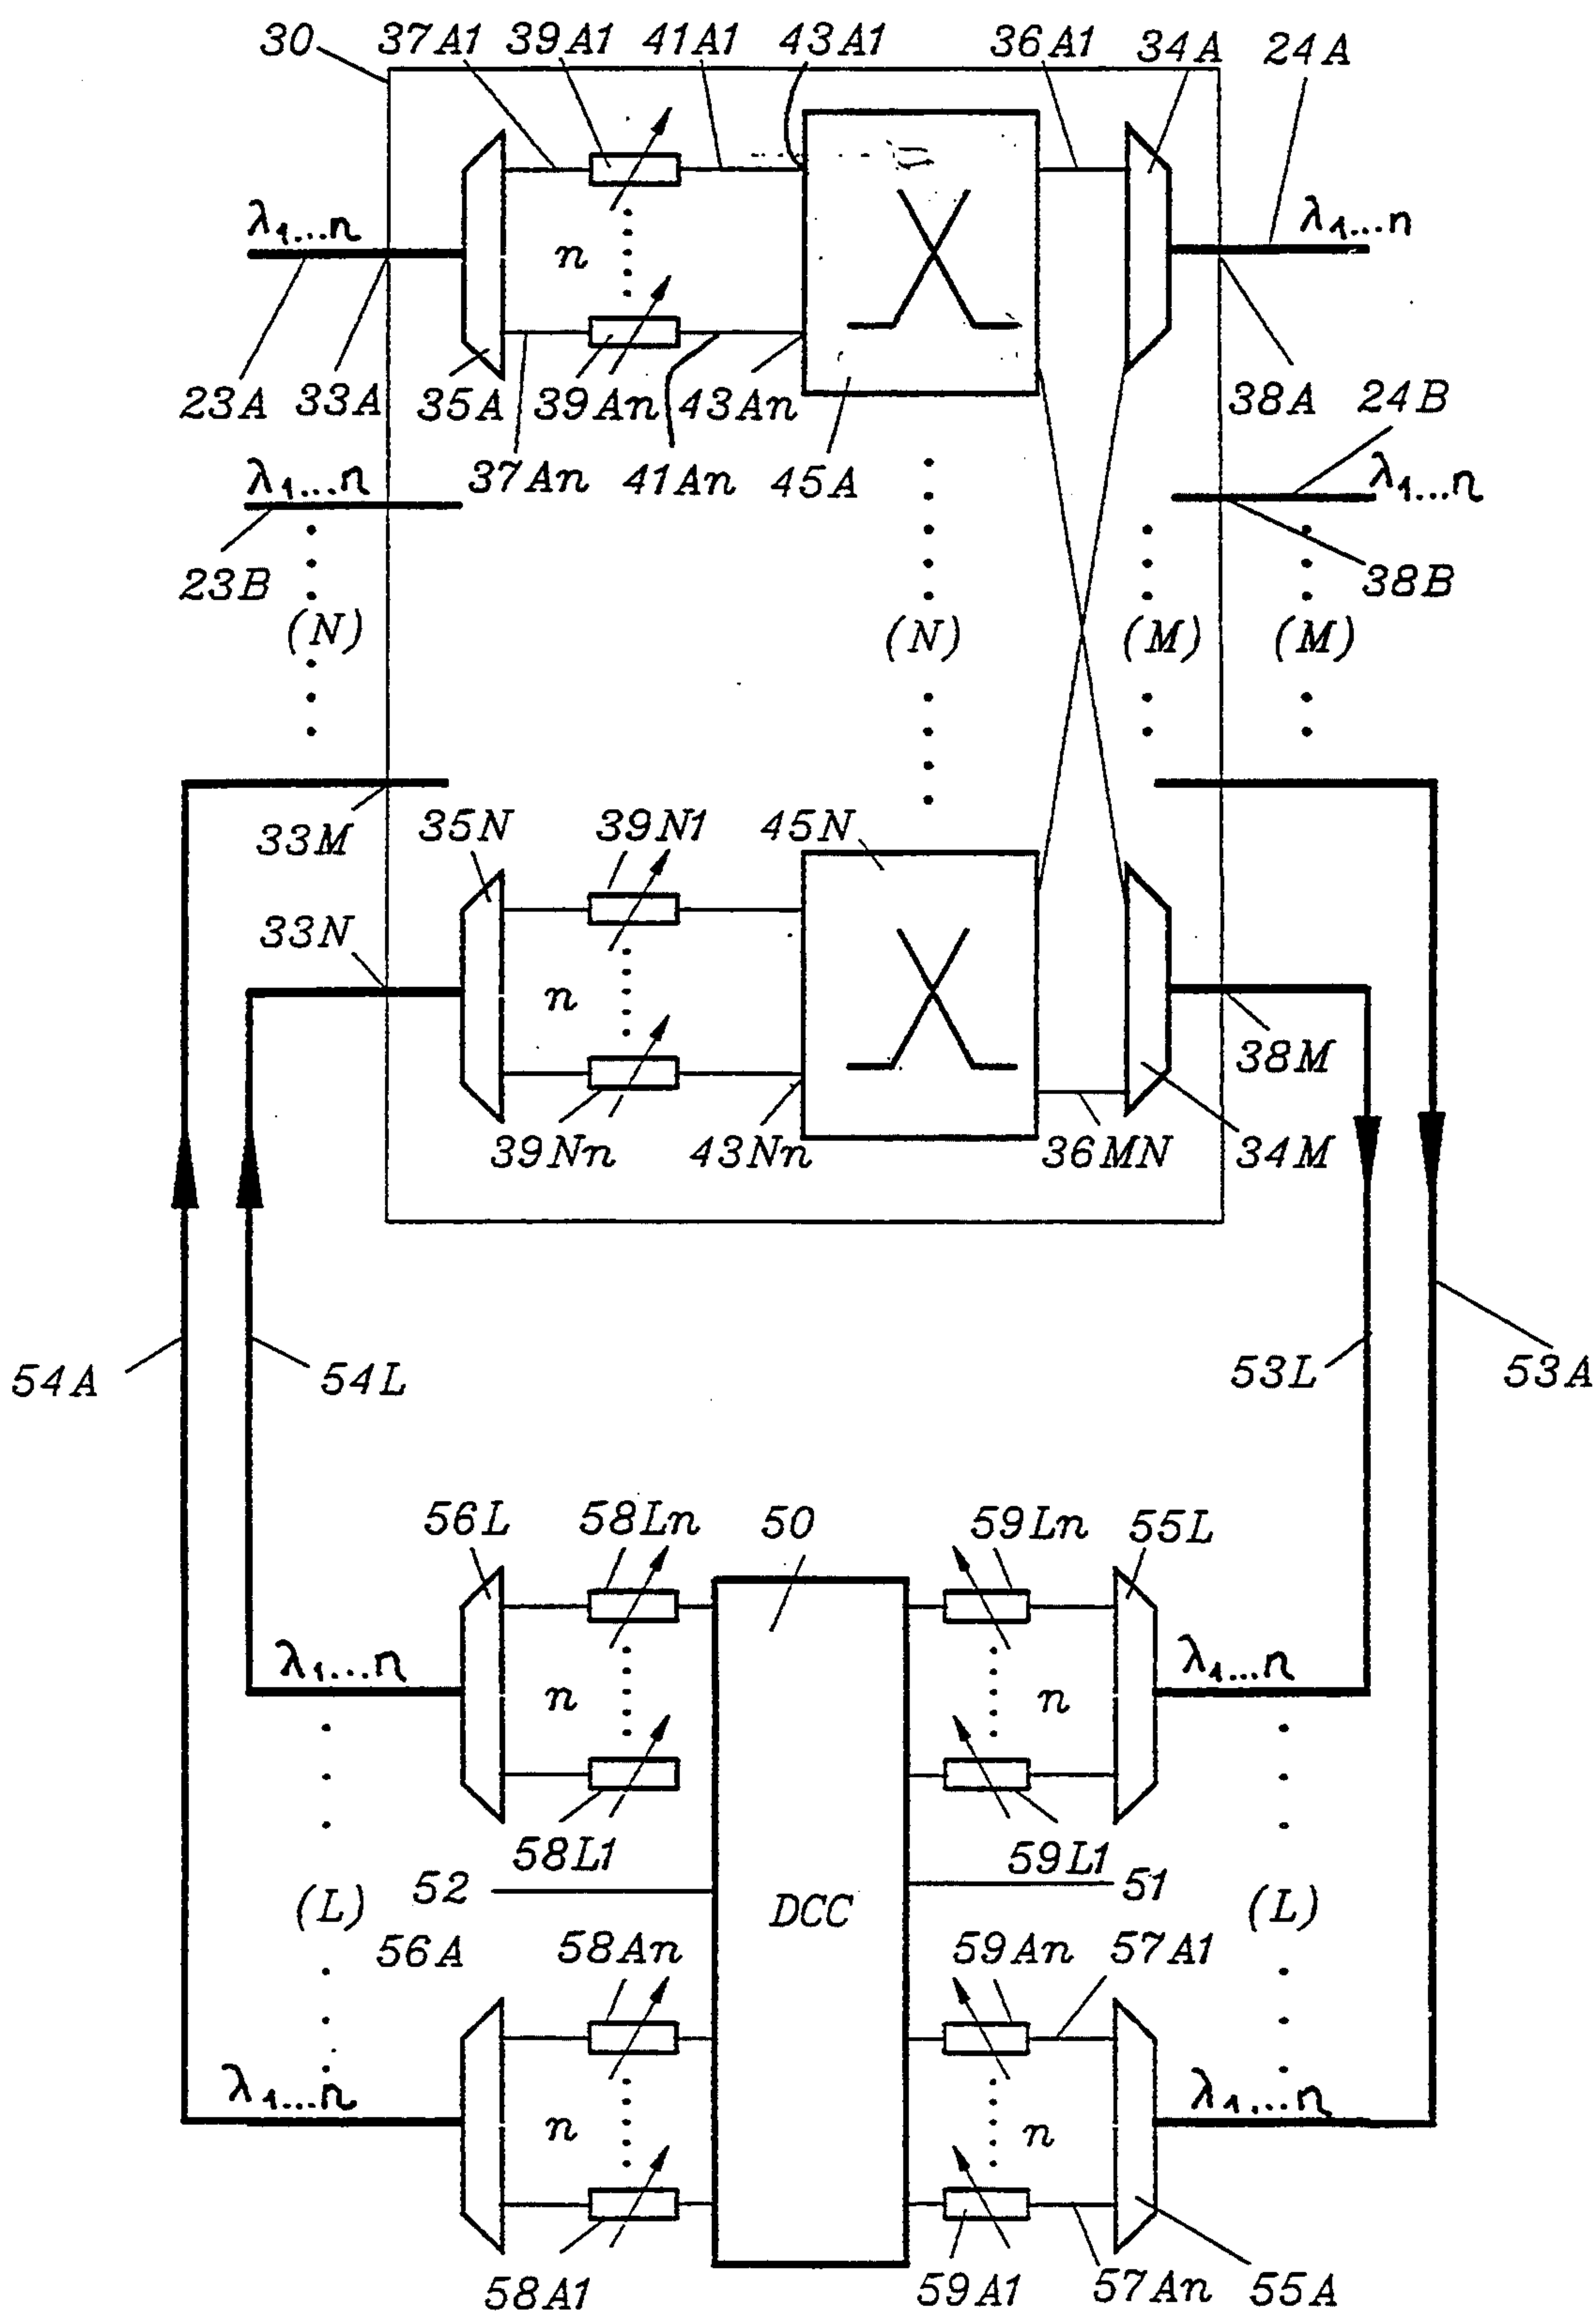 30 37A1 39A1 41A1 43A1 36A1 34A 24A
λ1...n λ1...n
n
23A 33A 35A 39An 43An 38A 24B
λ1...n 37An 41An 45A λ1...n
23B 38B
(N) (N) (M) (M)
33M 35N 39N1 45N
33N
n
38M
39Nn 43Nn 36MN 34M
54A 54L 53L 53A
56L 58Ln 50 59Ln 55L
λ1...n λ1...n
n n
58L1 59L1
52 51
(L) DCC (L)
56A 58An 59An 57A1
λ1...n λ1...n
n n
58A1 59A1 57An 55A